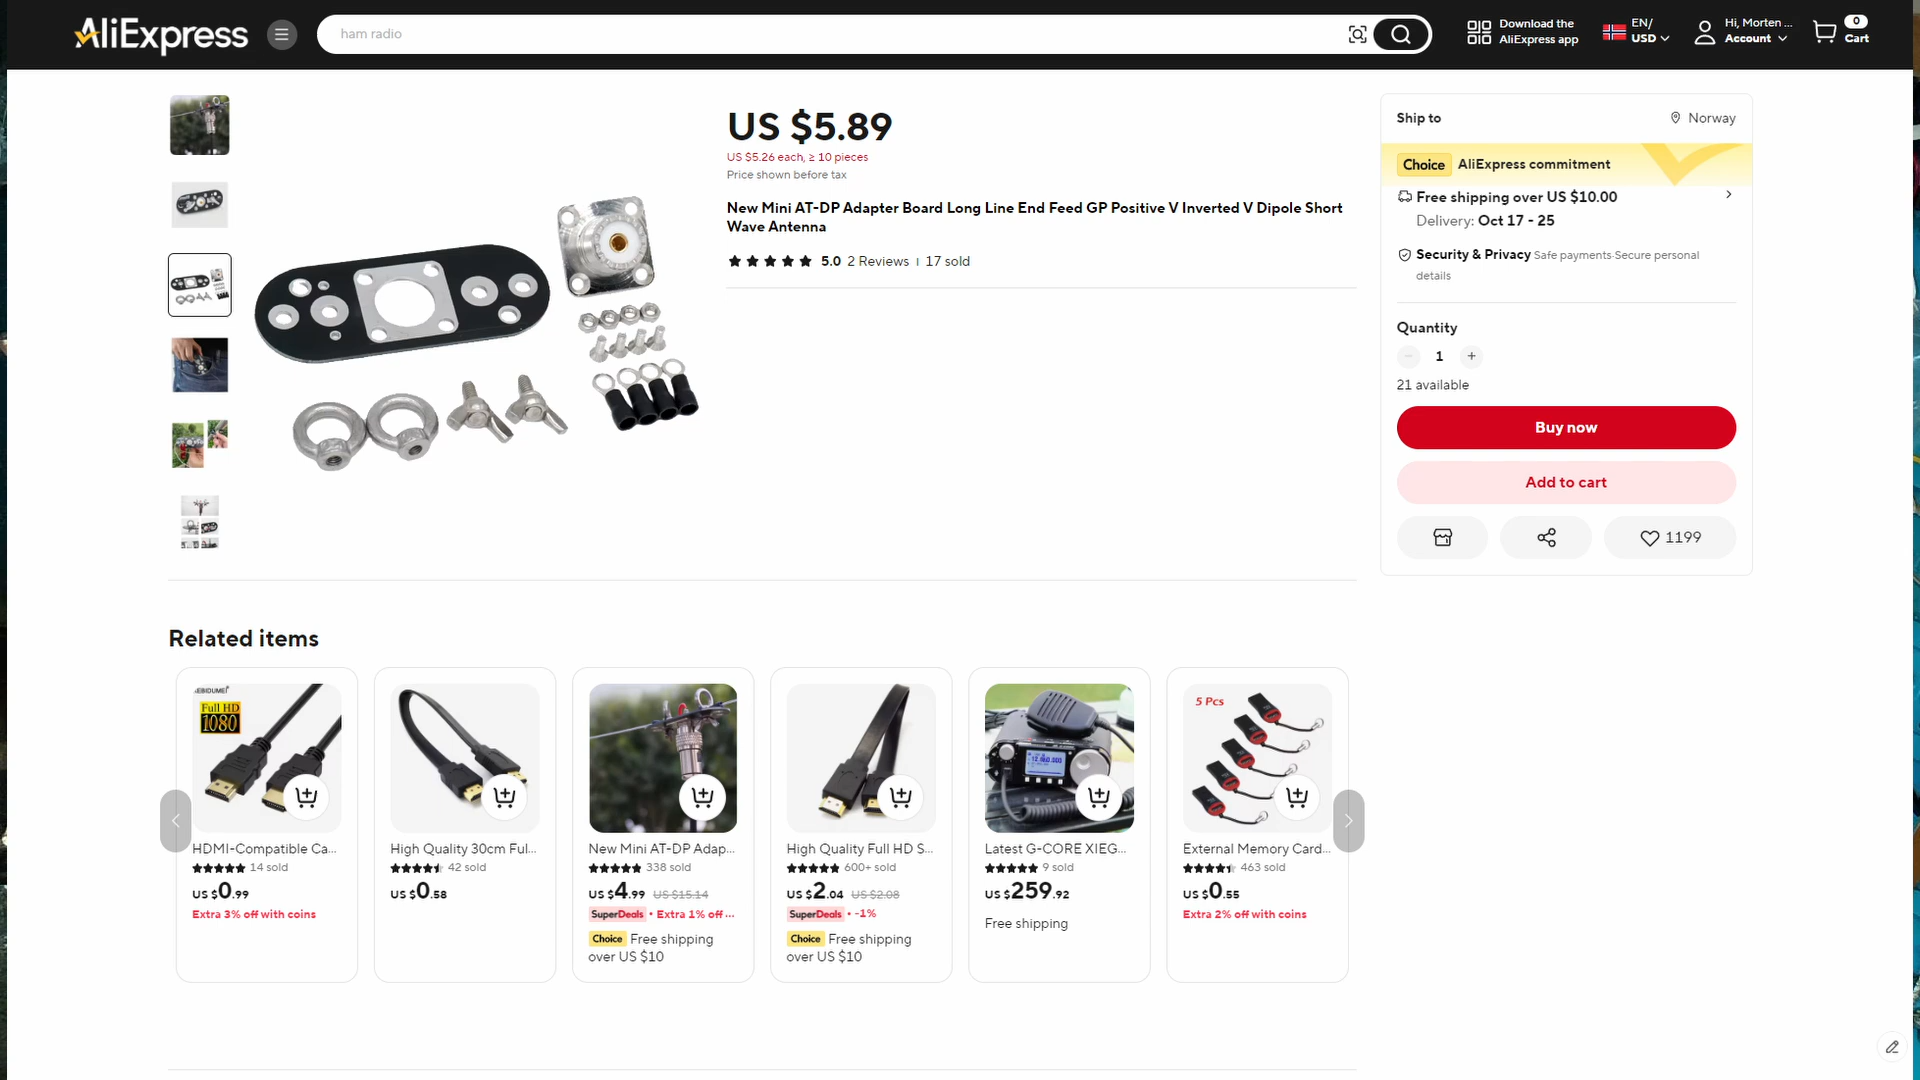 AliExpress
ham radio
Download the
AliExpress app
EN/
USD
Hi, Morten ...
Account
0
Cart
US $5.89
US $5.26 each, ≥ 10 pieces
Price shown before tax
New Mini AT-DP Adapter Board Long Line End Feed GP Positive V Inverted V Dipole Short
Wave Antenna
5.0 2 Reviews | 17 sold
Ship to
Norway
Choice AliExpress commitment
Free shipping over US $10.00
Delivery: Oct 17 - 25
Security & Privacy Safe payments·Secure personal
details
Quantity
− 1 +
21 available
Buy now
Add to cart
1199
Related items
Full HD
1080
HDMI-Compatible Ca...
14 sold
US $0.99
Extra 3% off with coins
High Quality 30cm Ful...
42 sold
US $0.58
New Mini AT-DP Adap...
338 sold
US $4.99 US $15.14
SuperDeals • Extra 1% off ...
Choice Free shipping
over US $10
High Quality Full HD S...
600+ sold
US $2.04 US $2.08
SuperDeals • -1%
Choice Free shipping
over US $10
Latest G-CORE XIEG...
9 sold
US $259.92
Free shipping
5 Pcs
External Memory Card...
463 sold
US $0.55
Extra 2% off with coins